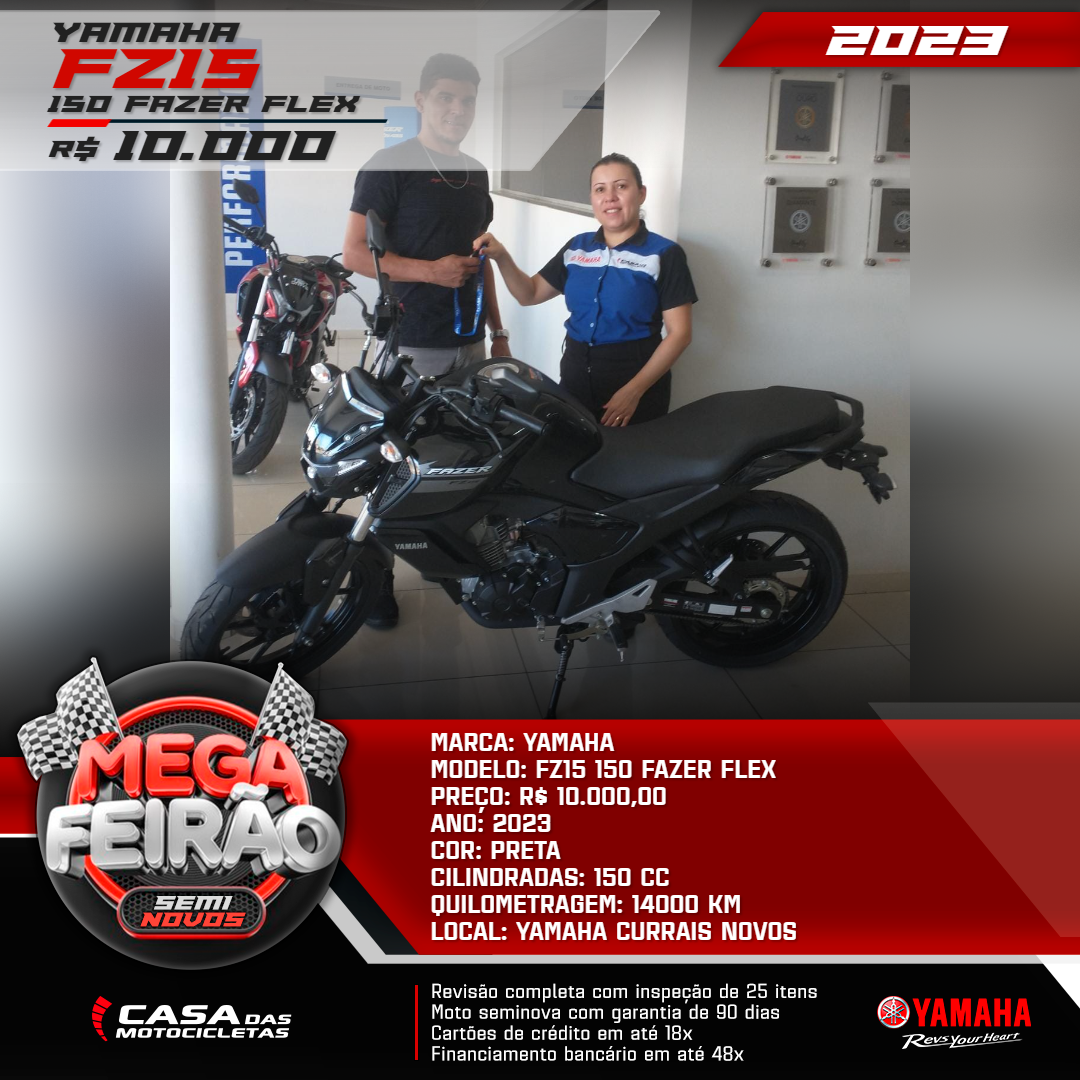 YAMAHA
FZ15
150 FAZER FLEX
R$ 10.000
2023
YAMAHA
FAZER
YAMAHA
MEGA
FEIRÃO
SEMI
NOVOS
MARCA: YAMAHA
MODELO: FZ15 150 FAZER FLEX
PREÇO: R$ 10.000,00
ANO: 2023
COR: PRETA
CILINDRADAS: 150 CC
QUILOMETRAGEM: 14000 KM
LOCAL: YAMAHA CURRAIS NOVOS
CASA DAS
MOTOCICLETAS
Revisão completa com inspeção de 25 itens
Moto seminova com garantia de 90 dias
Cartões de crédito em até 18x
Financiamento bancário em até 48x
YAMAHA
Revs Your Heart